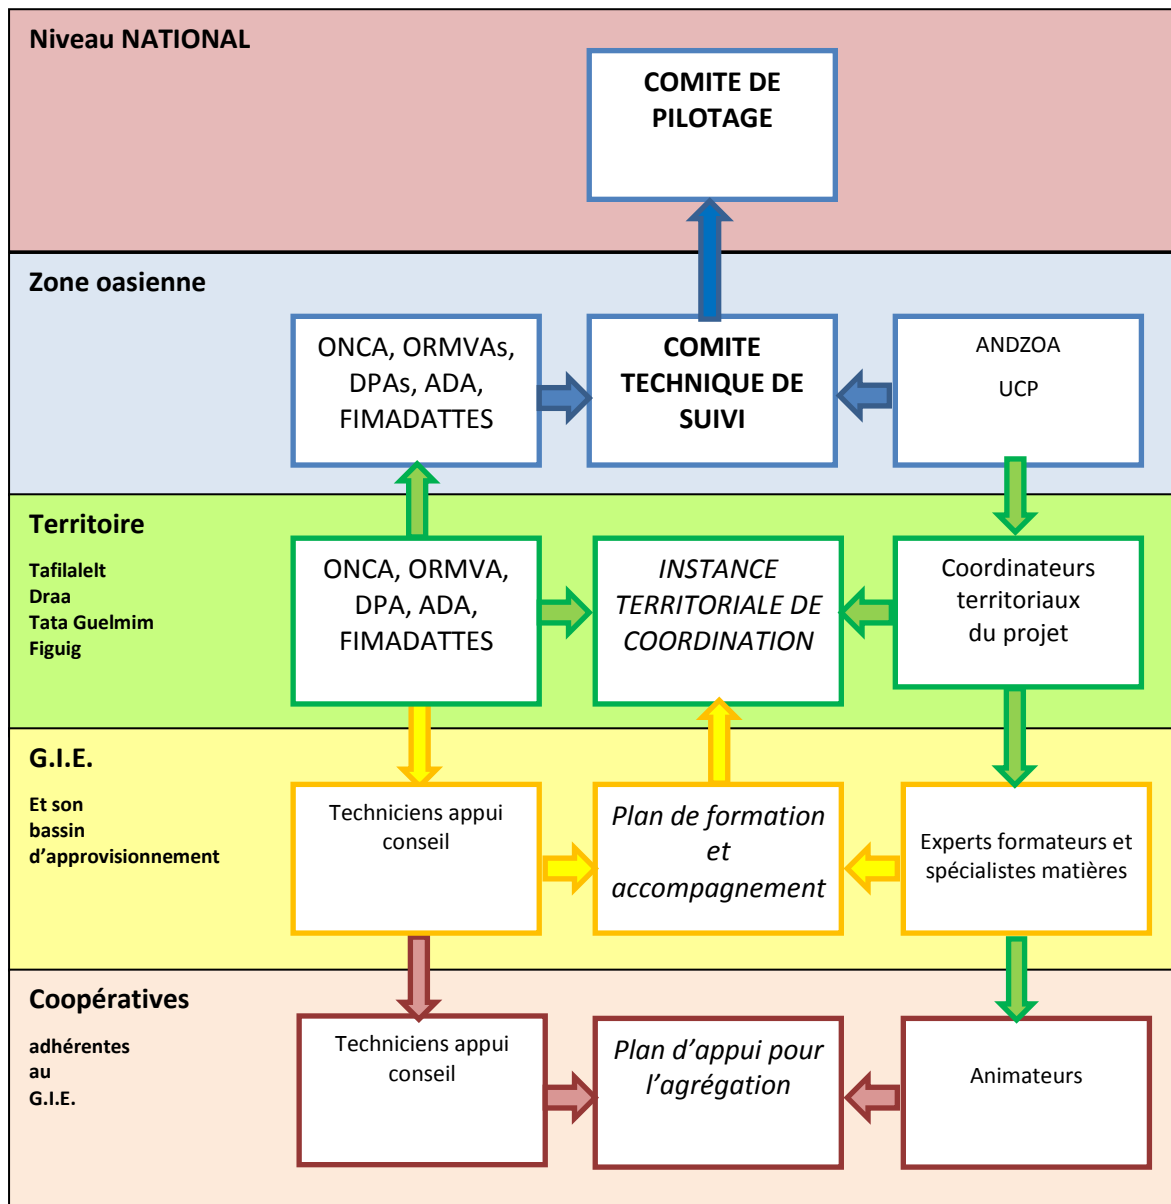 Niveau NATIONAL
COMITE DE
PILOTAGE
Zone oasienne
ONCA, ORMVAs,
DPAs, ADA,
FIMADATTES
COMITE
TECHNIQUE DE
SUIVI
ANDZOA
UCP
Territoire
Tafilalelt
Draa
Tata Guelmim
Figuig
ONCA, ORMVA,
DPA, ADA,
FIMADATTES
INSTANCE
TERRITORIALE DE
COORDINATION
Coordinateurs
territoriaux
du projet
G.I.E.
Et son
bassin
d’approvisionnement
Techniciens appui
conseil
Plan de formation
et
accompagnement
Experts formateurs et
spécialistes matières
Coopératives
adhérentes
au
G.I.E.
Techniciens appui
conseil
Plan d’appui pour
l’agrégation
Animateurs